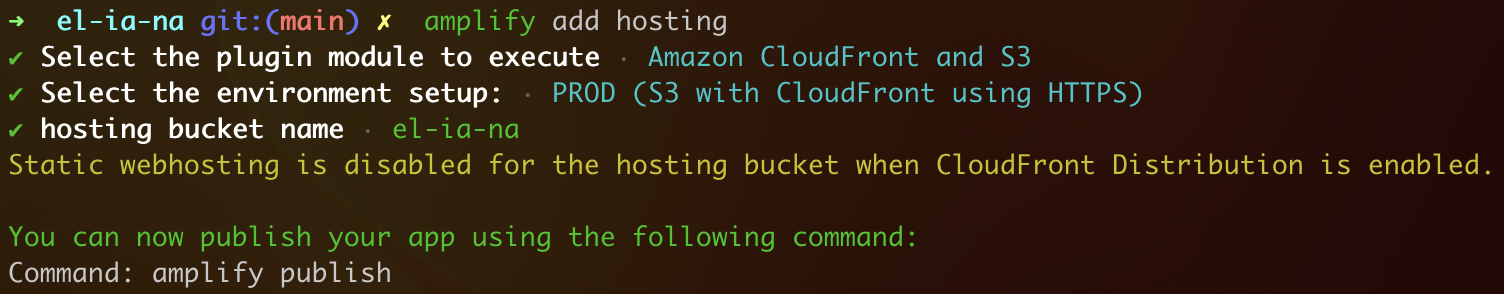 ➜ el-ia-na git:(main) ✗ amplify add hosting
✔ Select the plugin module to execute · Amazon CloudFront and S3
✔ Select the environment setup: · PROD (S3 with CloudFront using HTTPS)
✔ hosting bucket name · el-ia-na
Static webhosting is disabled for the hosting bucket when CloudFront Distribution is enabled.
You can now publish your app using the following command:
Command: amplify publish